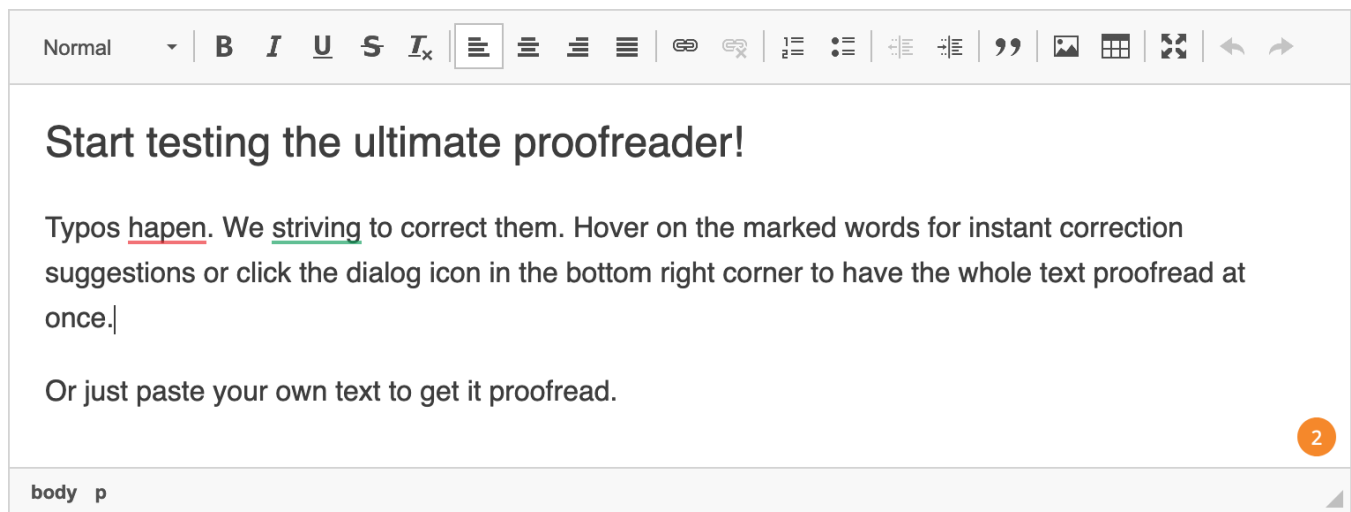 Normal
Start testing the ultimate proofreader!
Typos hapen. We striving to correct them. Hover on the marked words for instant correction
suggestions or click the dialog icon in the bottom right corner to have the whole text proofread at
once.
Or just paste your own text to get it proofread.
2
body p